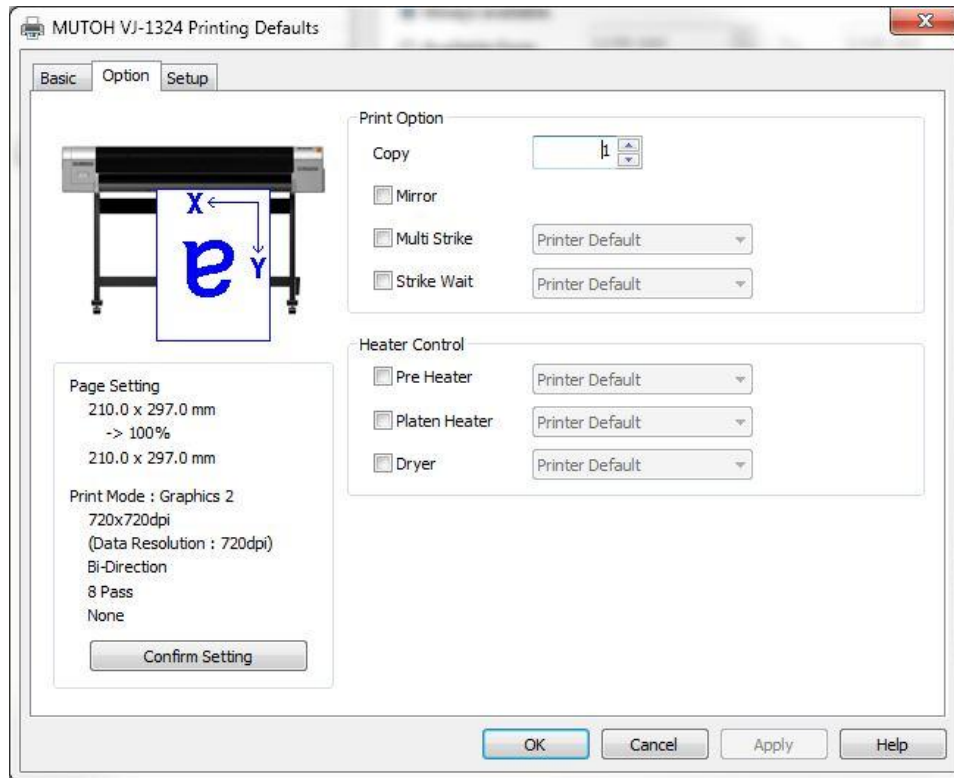 MUTOH VJ-1324 Printing Defaults
Basic Option Setup
X
Y
a
Page Setting
210.0 x 297.0 mm
-> 100%
210.0 x 297.0 mm
Print Mode : Graphics 2
720x720dpi
(Data Resolution : 720dpi)
Bi-Direction
8 Pass
None
Confirm Setting
Print Option
Copy 1
Mirror
Multi Strike Printer Default
Strike Wait Printer Default
Heater Control
Pre Heater Printer Default
Platen Heater Printer Default
Dryer Printer Default
OK Cancel Apply Help